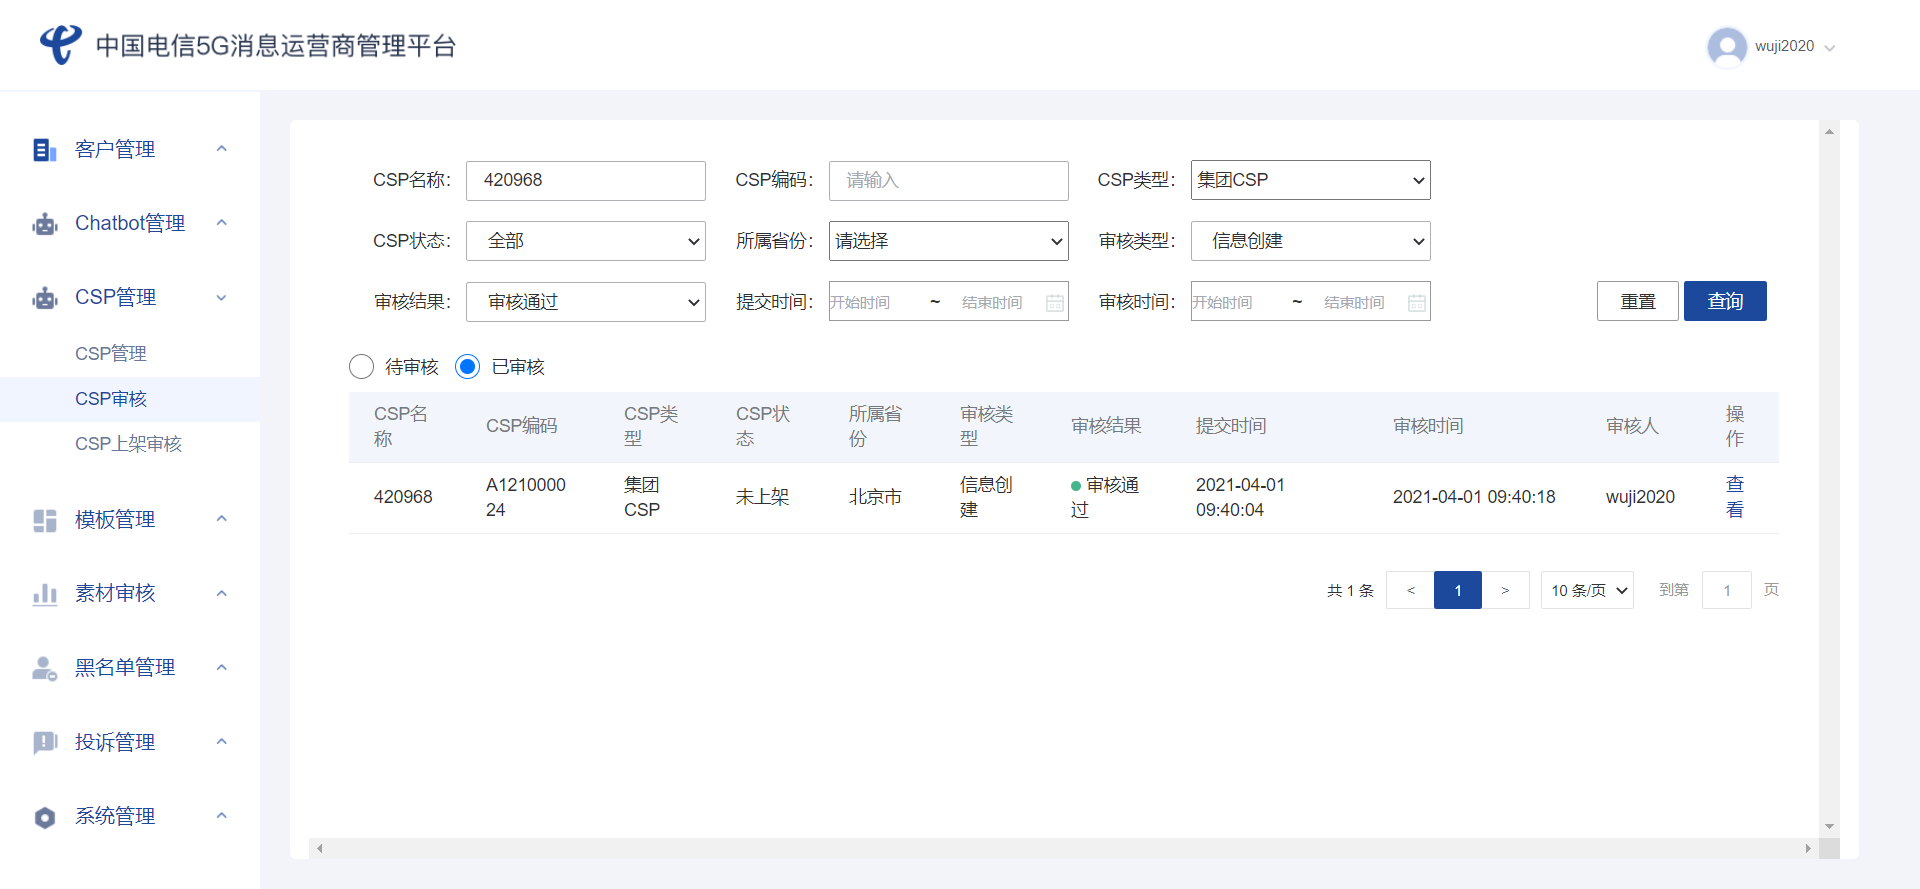 中国电信5G消息运营商管理平台
wuji2020
客户管理
Chatbot管理
CSP管理
CSP管理
CSP审核
CSP上架审核
模板管理
素材审核
黑名单管理
投诉管理
系统管理
CSP名称： 420968 CSP编码： 请输入 CSP类型： 集团CSP
CSP状态： 全部 所属省份： 请选择 审核类型： 信息创建
审核结果： 审核通过 提交时间： 开始时间 ~ 结束时间 审核时间： 开始时间 ~ 结束时间 重置 查询
待审核 已审核
CSP名称 CSP编码 CSP类型 CSP状态 所属省份 审核类型 审核结果 提交时间 审核时间 审核人 操作
420968 A121000024 集团CSP 未上架 北京市 信息创建 审核通过 2021-04-01 09:40:04 2021-04-01 09:40:18 wuji2020 查看
共 1 条 < 1 > 10 条/页 到第 1 页